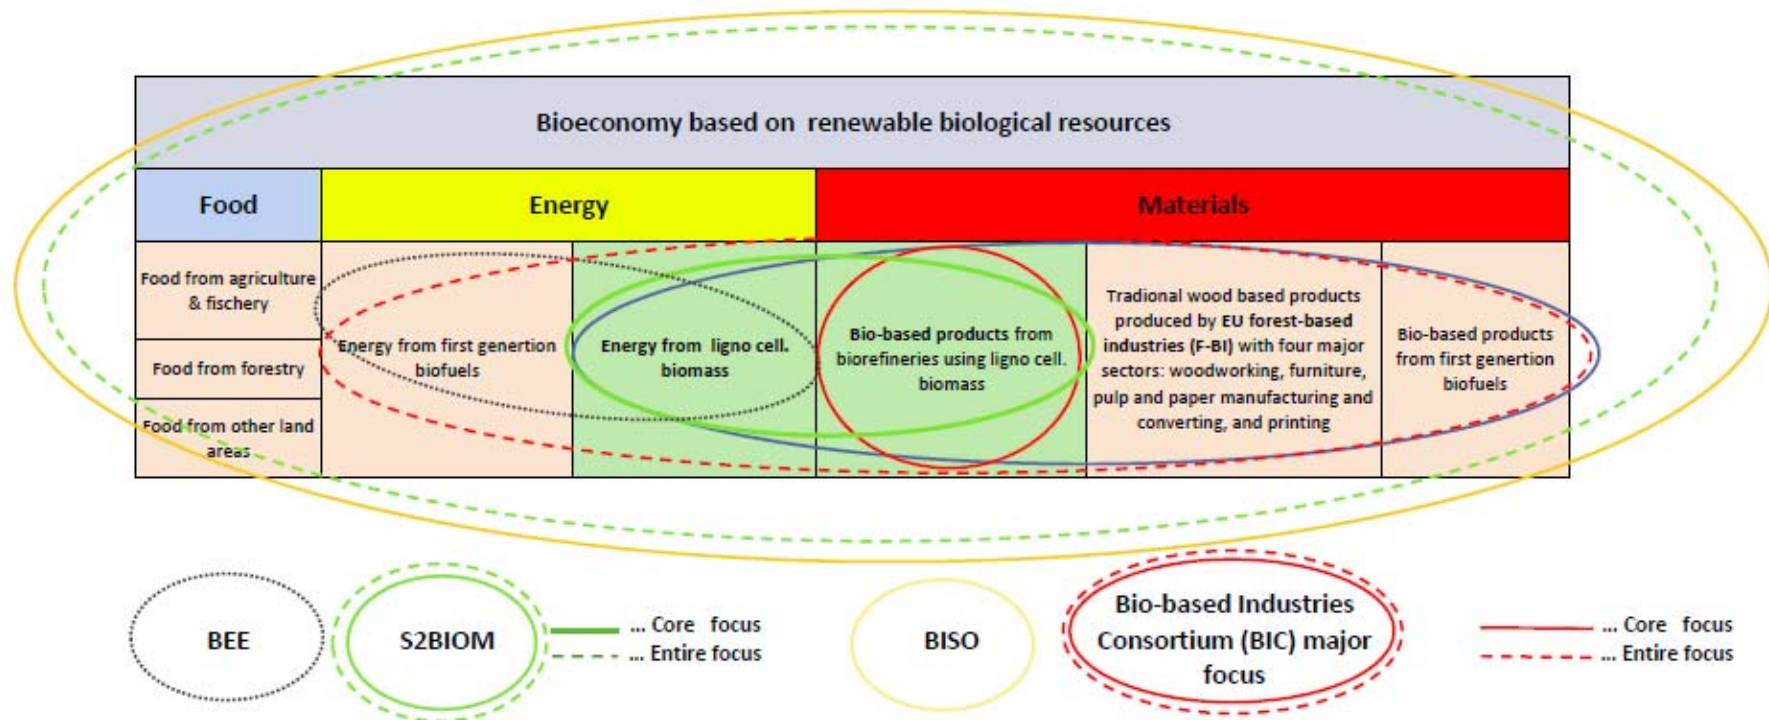 Bioeconomy based on renewable biological resources
Food
Energy
Materials
Food from agriculture
& fischery
Food from forestry
Food from other land
areas
Energy from first genertion
biofuels
Energy from ligno cell.
biomass
Bio-based products from
biorefineries using ligno cell.
biomass
Tradional wood based products
produced by EU forest-based
industries (F-BI) with four major
sectors: woodworking, furniture,
pulp and paper manufacturing and
converting, and printing
Bio-based products
from first genertion
biofuels
BEE
S2BIOM
... Core focus
... Entire focus
BISO
Bio-based Industries
Consortium (BIC) major
focus
... Core focus
... Entire focus